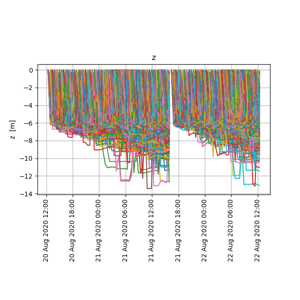 z
0
−2
−4
−6
−8
−10
−12
−14
z [m]
20 Aug 2020 12:00
20 Aug 2020 18:00
21 Aug 2020 00:00
21 Aug 2020 06:00
21 Aug 2020 12:00
21 Aug 2020 18:00
22 Aug 2020 00:00
22 Aug 2020 06:00
22 Aug 2020 12:00